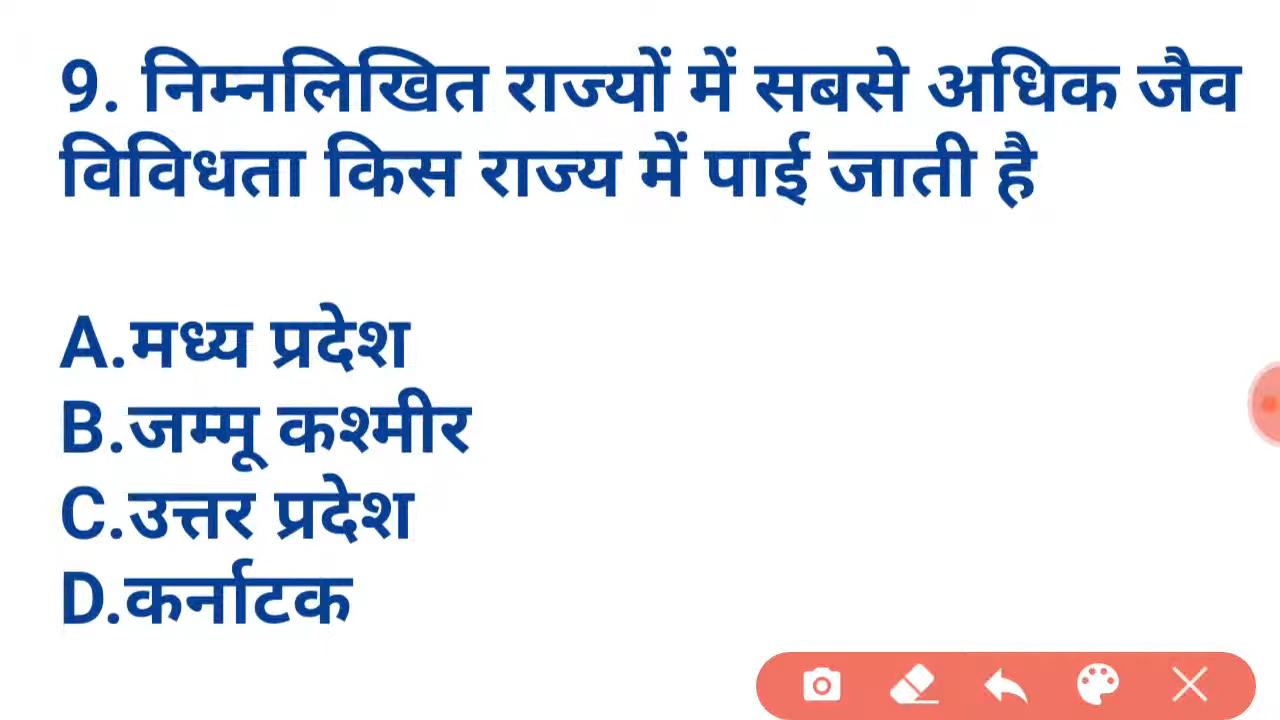 9. निम्नलिखित राज्यों में सबसे अधिक जैव
विविधता किस राज्य में पाई जाती है
A.मध्य प्रदेश
B.जम्मू कश्मीर
C.उत्तर प्रदेश
D.कर्नाटक